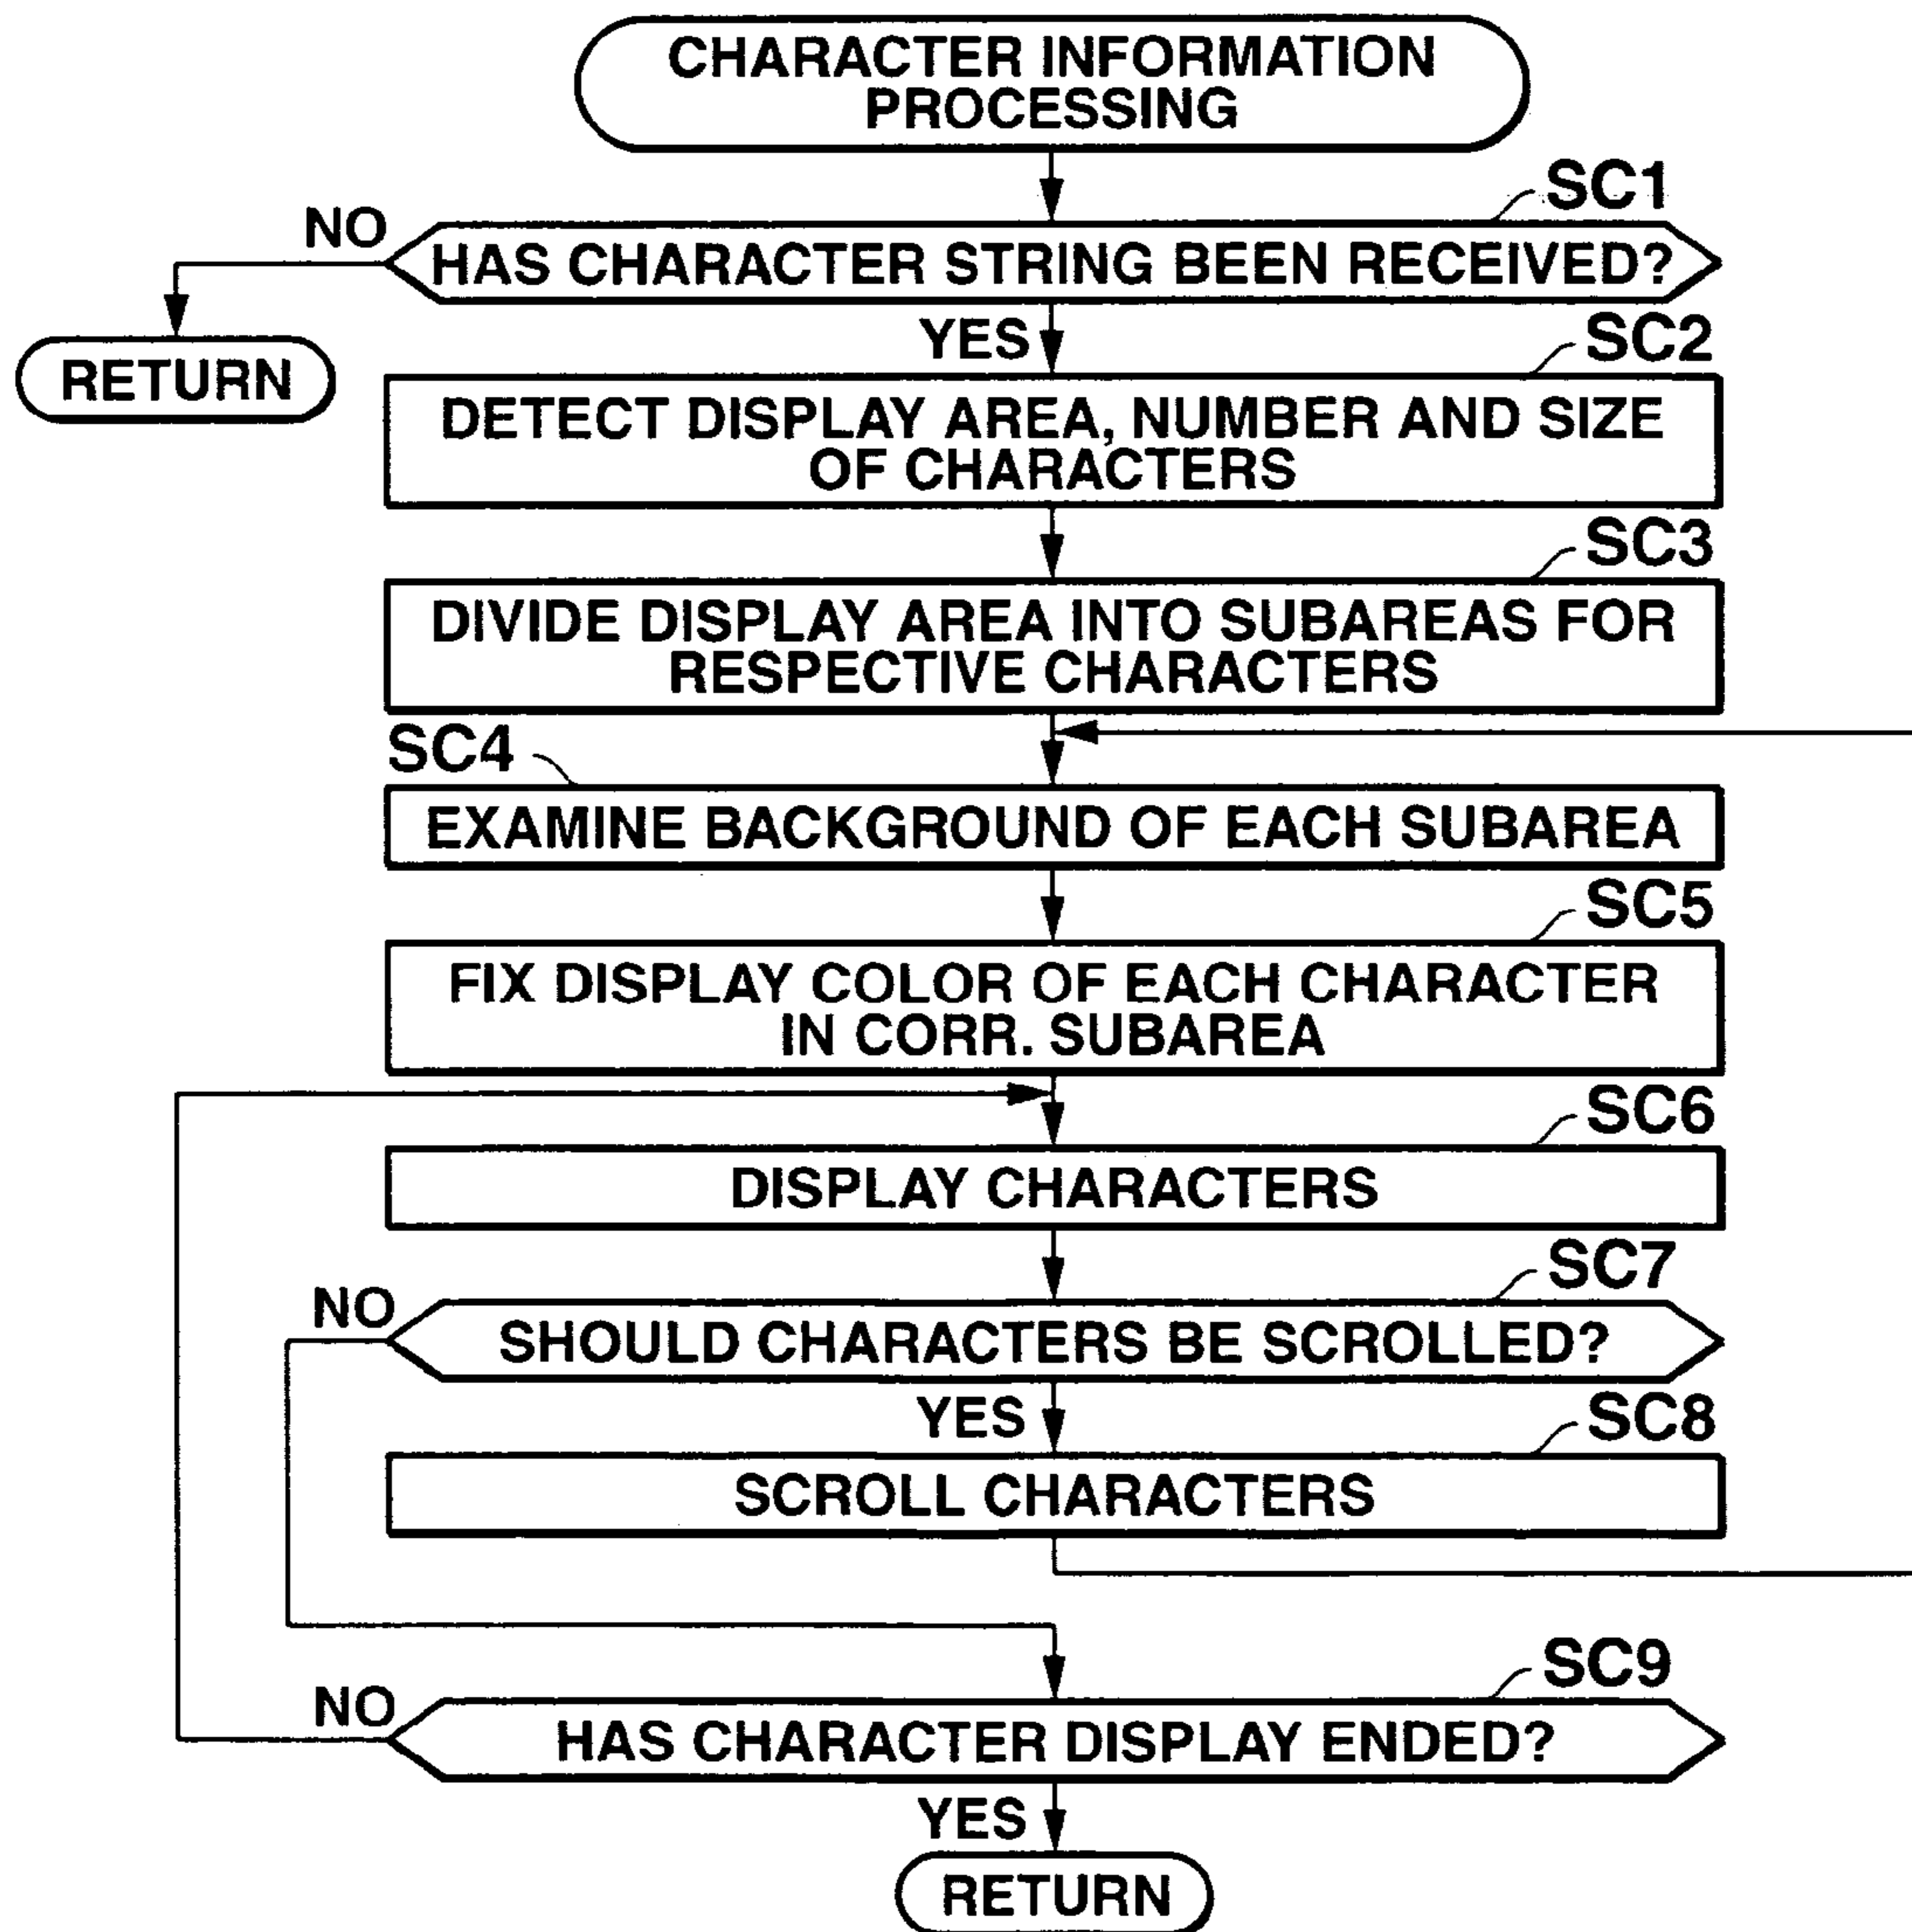 CHARACTER INFORMATION
PROCESSING
SC1
NO
HAS CHARACTER STRING BEEN RECEIVED?
YES
SC2
RETURN
DETECT DISPLAY AREA, NUMBER AND SIZE
OF CHARACTERS
SC3
DIVIDE DISPLAY AREA INTO SUBAREAS FOR
RESPECTIVE CHARACTERS
SC4
EXAMINE BACKGROUND OF EACH SUBAREA
SC5
FIX DISPLAY COLOR OF EACH CHARACTER
IN CORR. SUBAREA
SC6
DISPLAY CHARACTERS
SC7
NO
SHOULD CHARACTERS BE SCROLLED?
YES
SC8
SCROLL CHARACTERS
SC9
NO
HAS CHARACTER DISPLAY ENDED?
YES
RETURN